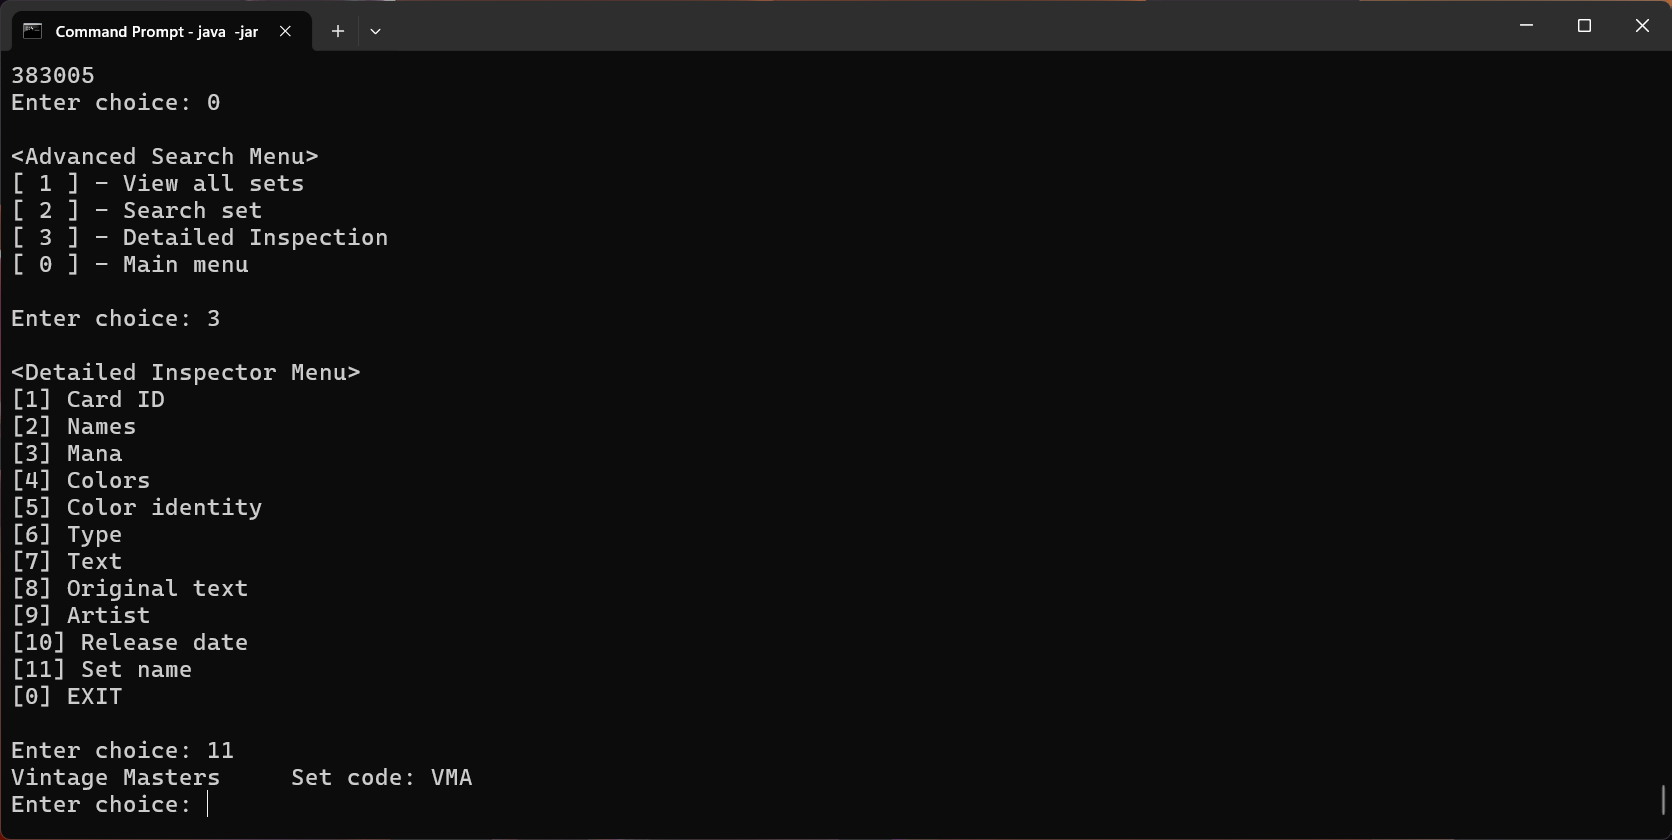 Command Prompt - java  -jar
383005
Enter choice: 0
<Advanced Search Menu>
[ 1 ] - View all sets
[ 2 ] - Search set
[ 3 ] - Detailed Inspection
[ 0 ] - Main menu
Enter choice: 3
<Detailed Inspector Menu>
[1] Card ID
[2] Names
[3] Mana
[4] Colors
[5] Color identity
[6] Type
[7] Text
[8] Original text
[9] Artist
[10] Release date
[11] Set name
[0] EXIT
Enter choice: 11
Vintage Masters     Set code: VMA
Enter choice: